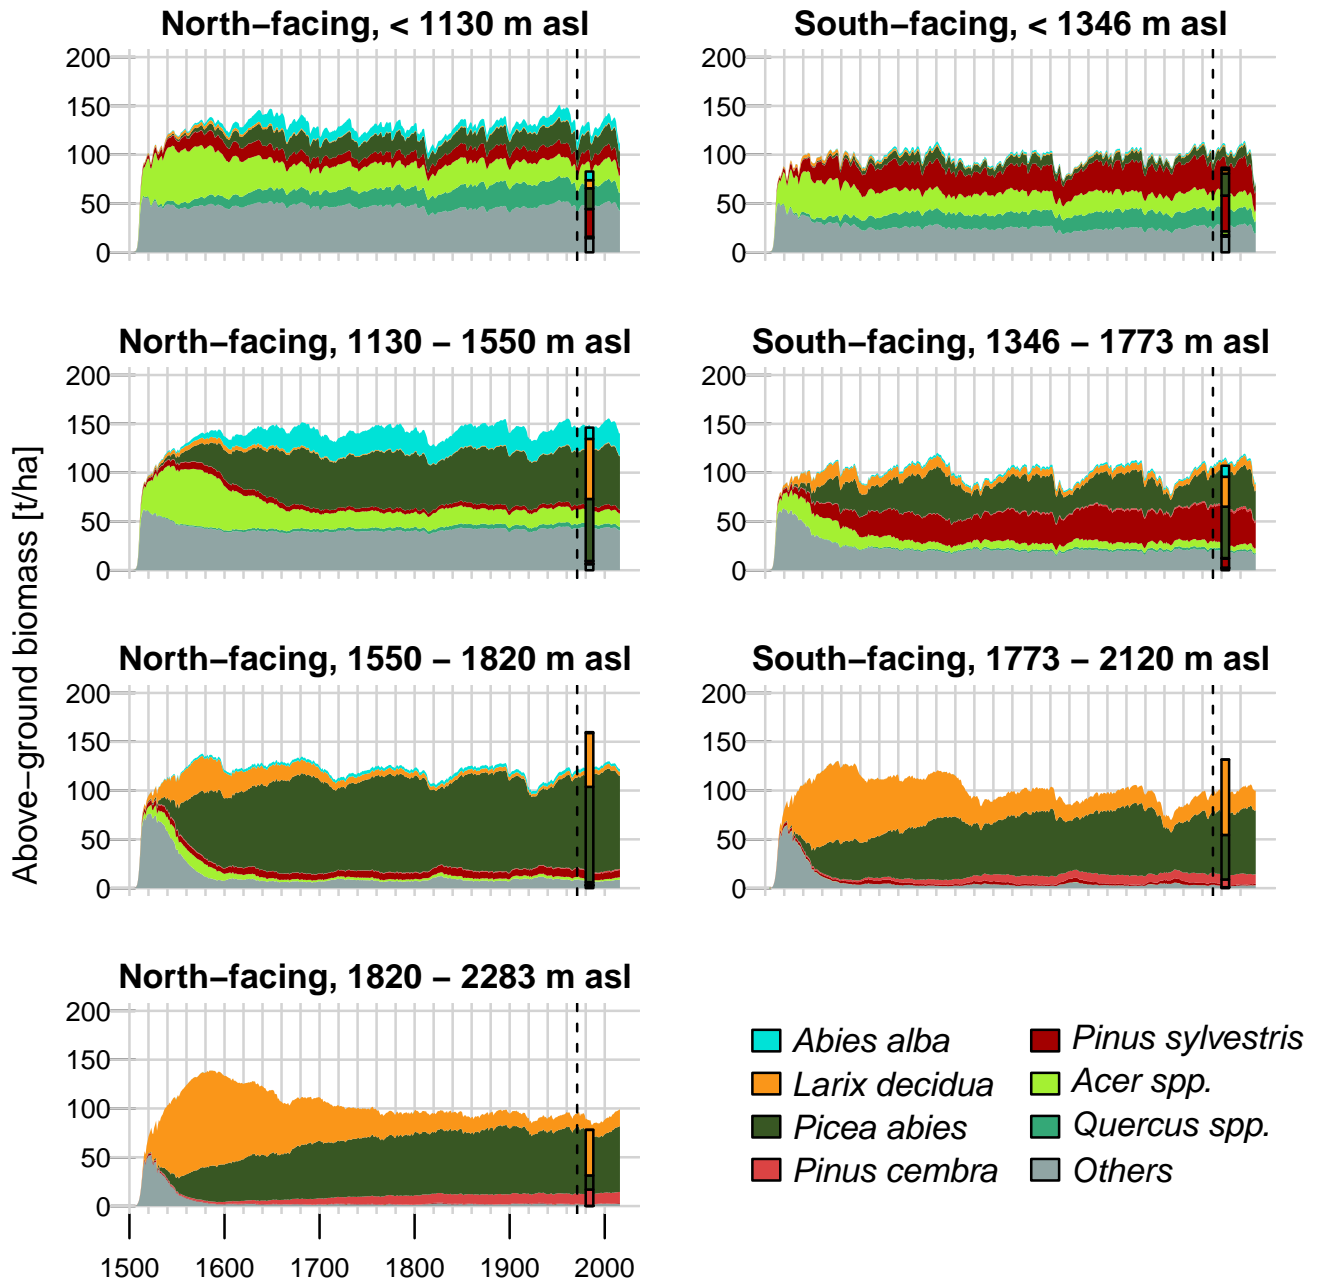 North–facing, < 1130 m asl
200
150
100
50
0
South–facing, < 1346 m asl
200
150
100
50
0
North–facing, 1130 – 1550 m asl
200
150
100
50
0
South–facing, 1346 – 1773 m asl
200
150
100
50
0
Above–ground biomass [t/ha]
North–facing, 1550 – 1820 m asl
200
150
100
50
0
South–facing, 1773 – 2120 m asl
200
150
100
50
0
North–facing, 1820 – 2283 m asl
200
150
100
50
0
1500 1600 1700 1800 1900 2000
Abies alba
Larix decidua
Picea abies
Pinus cembra
Pinus sylvestris
Acer spp.
Quercus spp.
Others